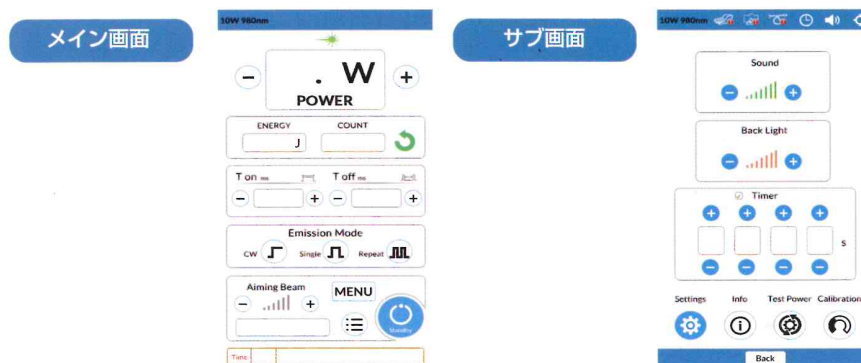 メイン画面
10W 980nm
. W
POWER
ENERGY
COUNT
J
T on ms
T off ms
Emission Mode
CW
Single
Repeat
Aiming Beam
MENU
Standby
Time
サブ画面
10W 980nm
Sound
Back Light
Timer
s
Settings
Info
Test Power
Calibration
Back